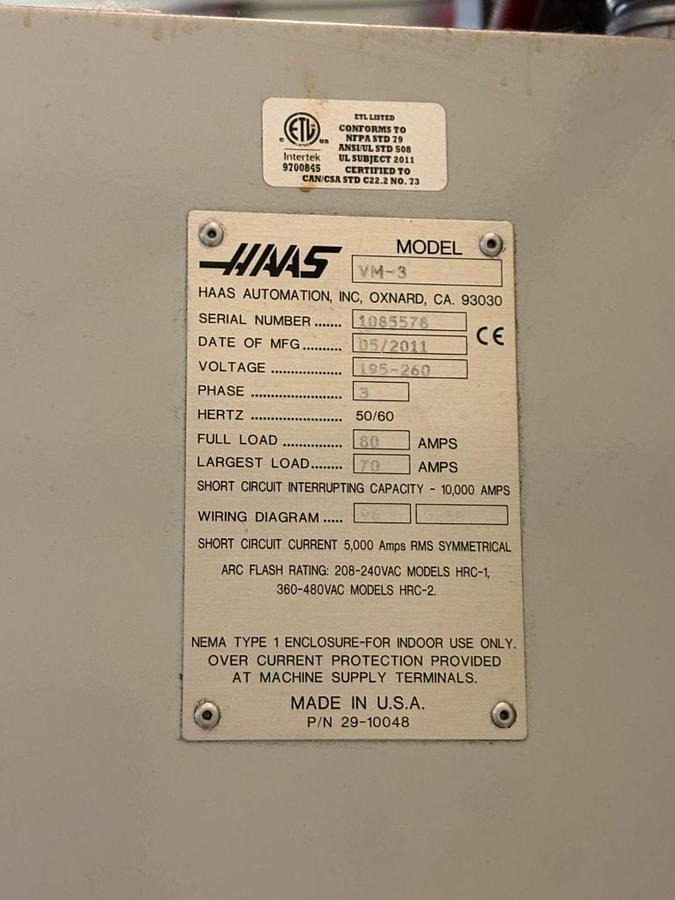 ETL LISTED
CONFORMS TO
NFPA STD 79
ANSI/UL STD 508
UL SUBJECT 2011
CERTIFIED TO
CAN/CSA STD C22.2 NO. 73
C ETL US
Intertek
9700845
HAAS
MODEL
VM-3
HAAS AUTOMATION, INC, OXNARD, CA. 93030
SERIAL NUMBER ....... 1085578
CE
DATE OF MFG.......... 05/2011
VOLTAGE .................. 195-260
PHASE ....................... 3
HERTZ ....................... 50/60
FULL LOAD ............... 80 AMPS
LARGEST LOAD........ 70 AMPS
SHORT CIRCUIT INTERRUPTING CAPACITY - 10,000 AMPS
WIRING DIAGRAM ..... 96
SHORT CIRCUIT CURRENT 5,000 Amps RMS SYMMETRICAL
ARC FLASH RATING: 208-240VAC MODELS HRC-1,
360-480VAC MODELS HRC-2.
NEMA TYPE 1 ENCLOSURE-FOR INDOOR USE ONLY.
OVER CURRENT PROTECTION PROVIDED
AT MACHINE SUPPLY TERMINALS.
MADE IN U.S.A.
P/N 29-10048